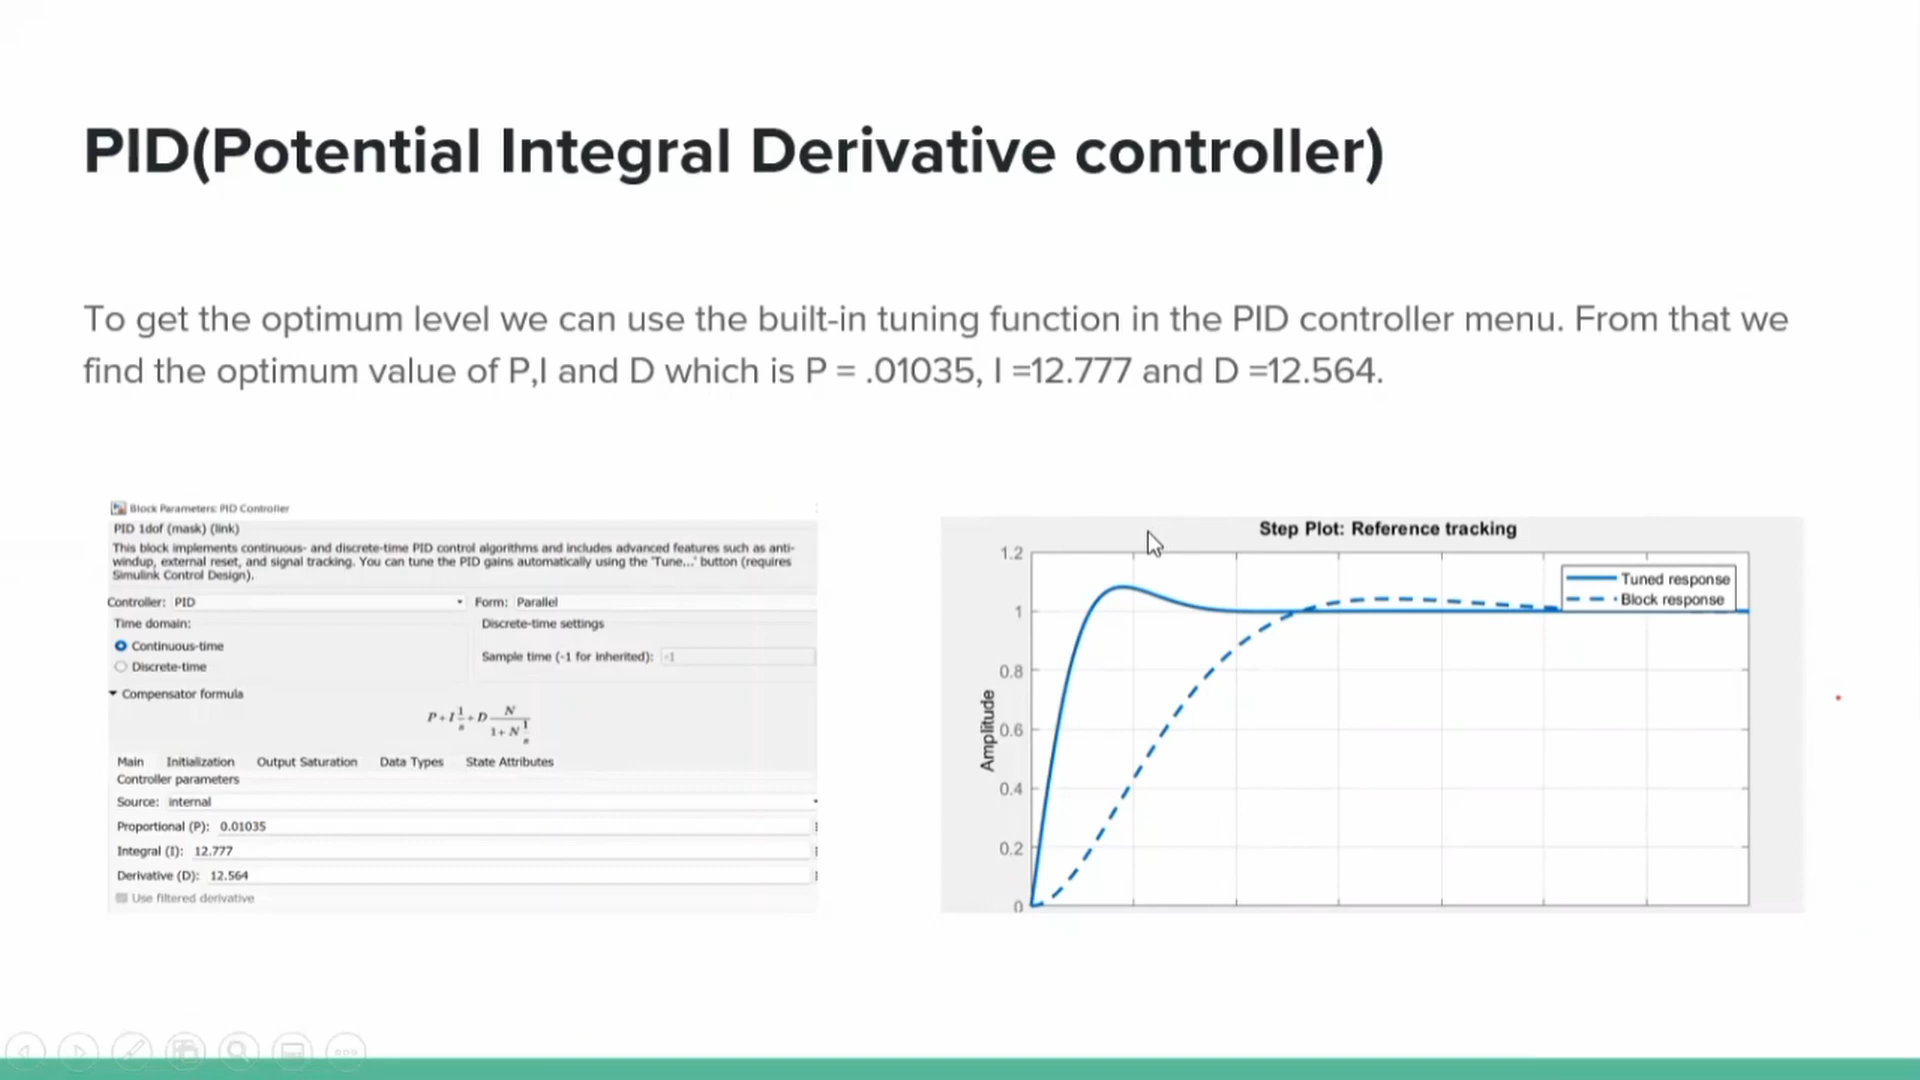 PID(Potential Integral Derivative controller)
To get the optimum level we can use the built-in tuning function in the PID controller menu. From that we
find the optimum value of P,I and D which is P = .01035, I =12.777 and D =12.564.
Block Parameters: PID Controller
PID 1dof (mask) (link)
This block implements continuous- and discrete-time PID control algorithms and includes advanced features such as anti-
windup, external reset, and signal tracking. You can tune the PID gains automatically using the 'Tune...' button (requires
Simulink Control Design).
Controller: PID
Form: Parallel
Time domain:
Discrete-time settings
Continuous-time
Sample time (-1 for inherited): -1
Discrete-time
Compensator formula
P+I 1/s +D N/(1+N 1/s)
Main Initialization Output Saturation Data Types State Attributes
Controller parameters
Source: internal
Proportional (P): 0.01035
Integral (I): 12.777
Derivative (D): 12.564
Use filtered derivative
Step Plot: Reference tracking
Tuned response
Block response
Amplitude
1.2
1
0.8
0.6
0.4
0.2
0